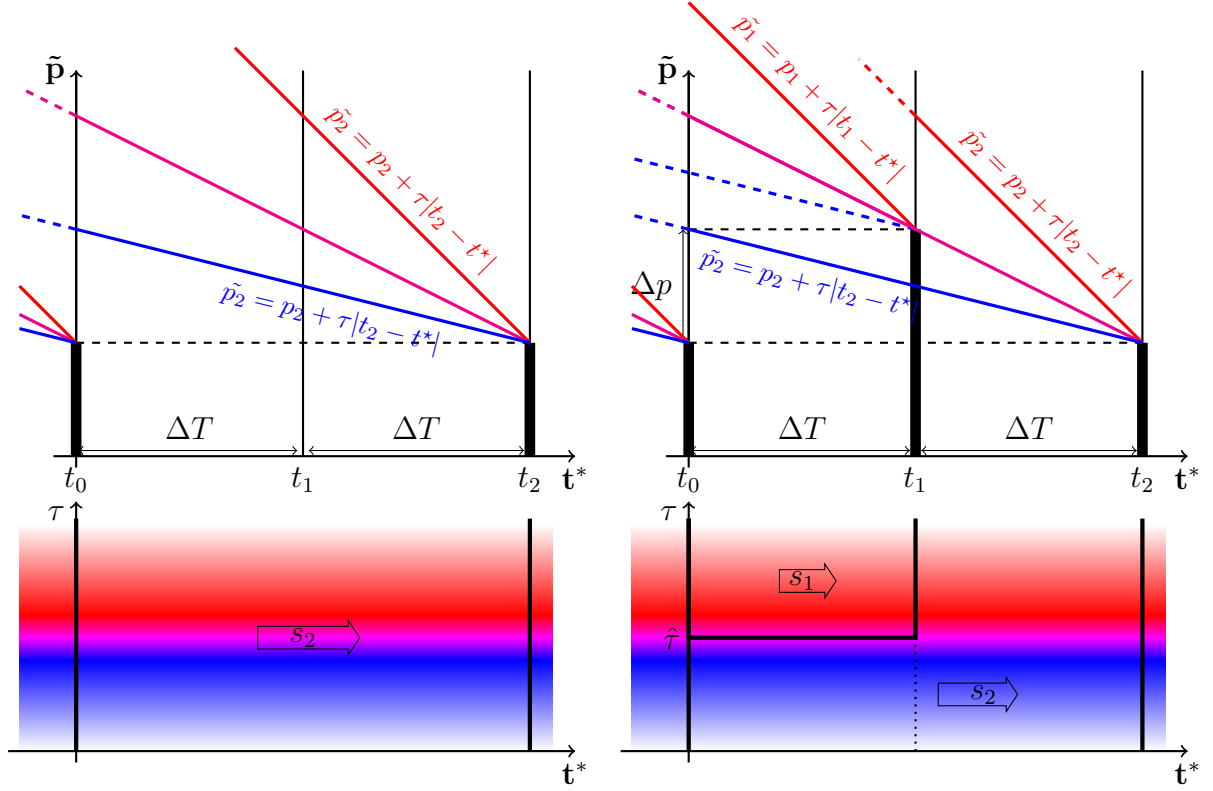 p̃
p̃₂ = p₂ + τ|t₂ − t⋆|
p̃₂ = p₂ + τ|t₂ − t⋆|
ΔT
ΔT
t₀
t₁
t₂
t*
τ
s₂
t*
p̃
p̃₁ = p₁ + τ|t₁ − t⋆|
p̃₂ = p₂ + τ|t₂ − t⋆|
p̃₂ = p₂ + τ|t₂ − t⋆|
Δp
ΔT
ΔT
t₀
t₁
t₂
t*
τ
s₁
τ̂
s₂
t*